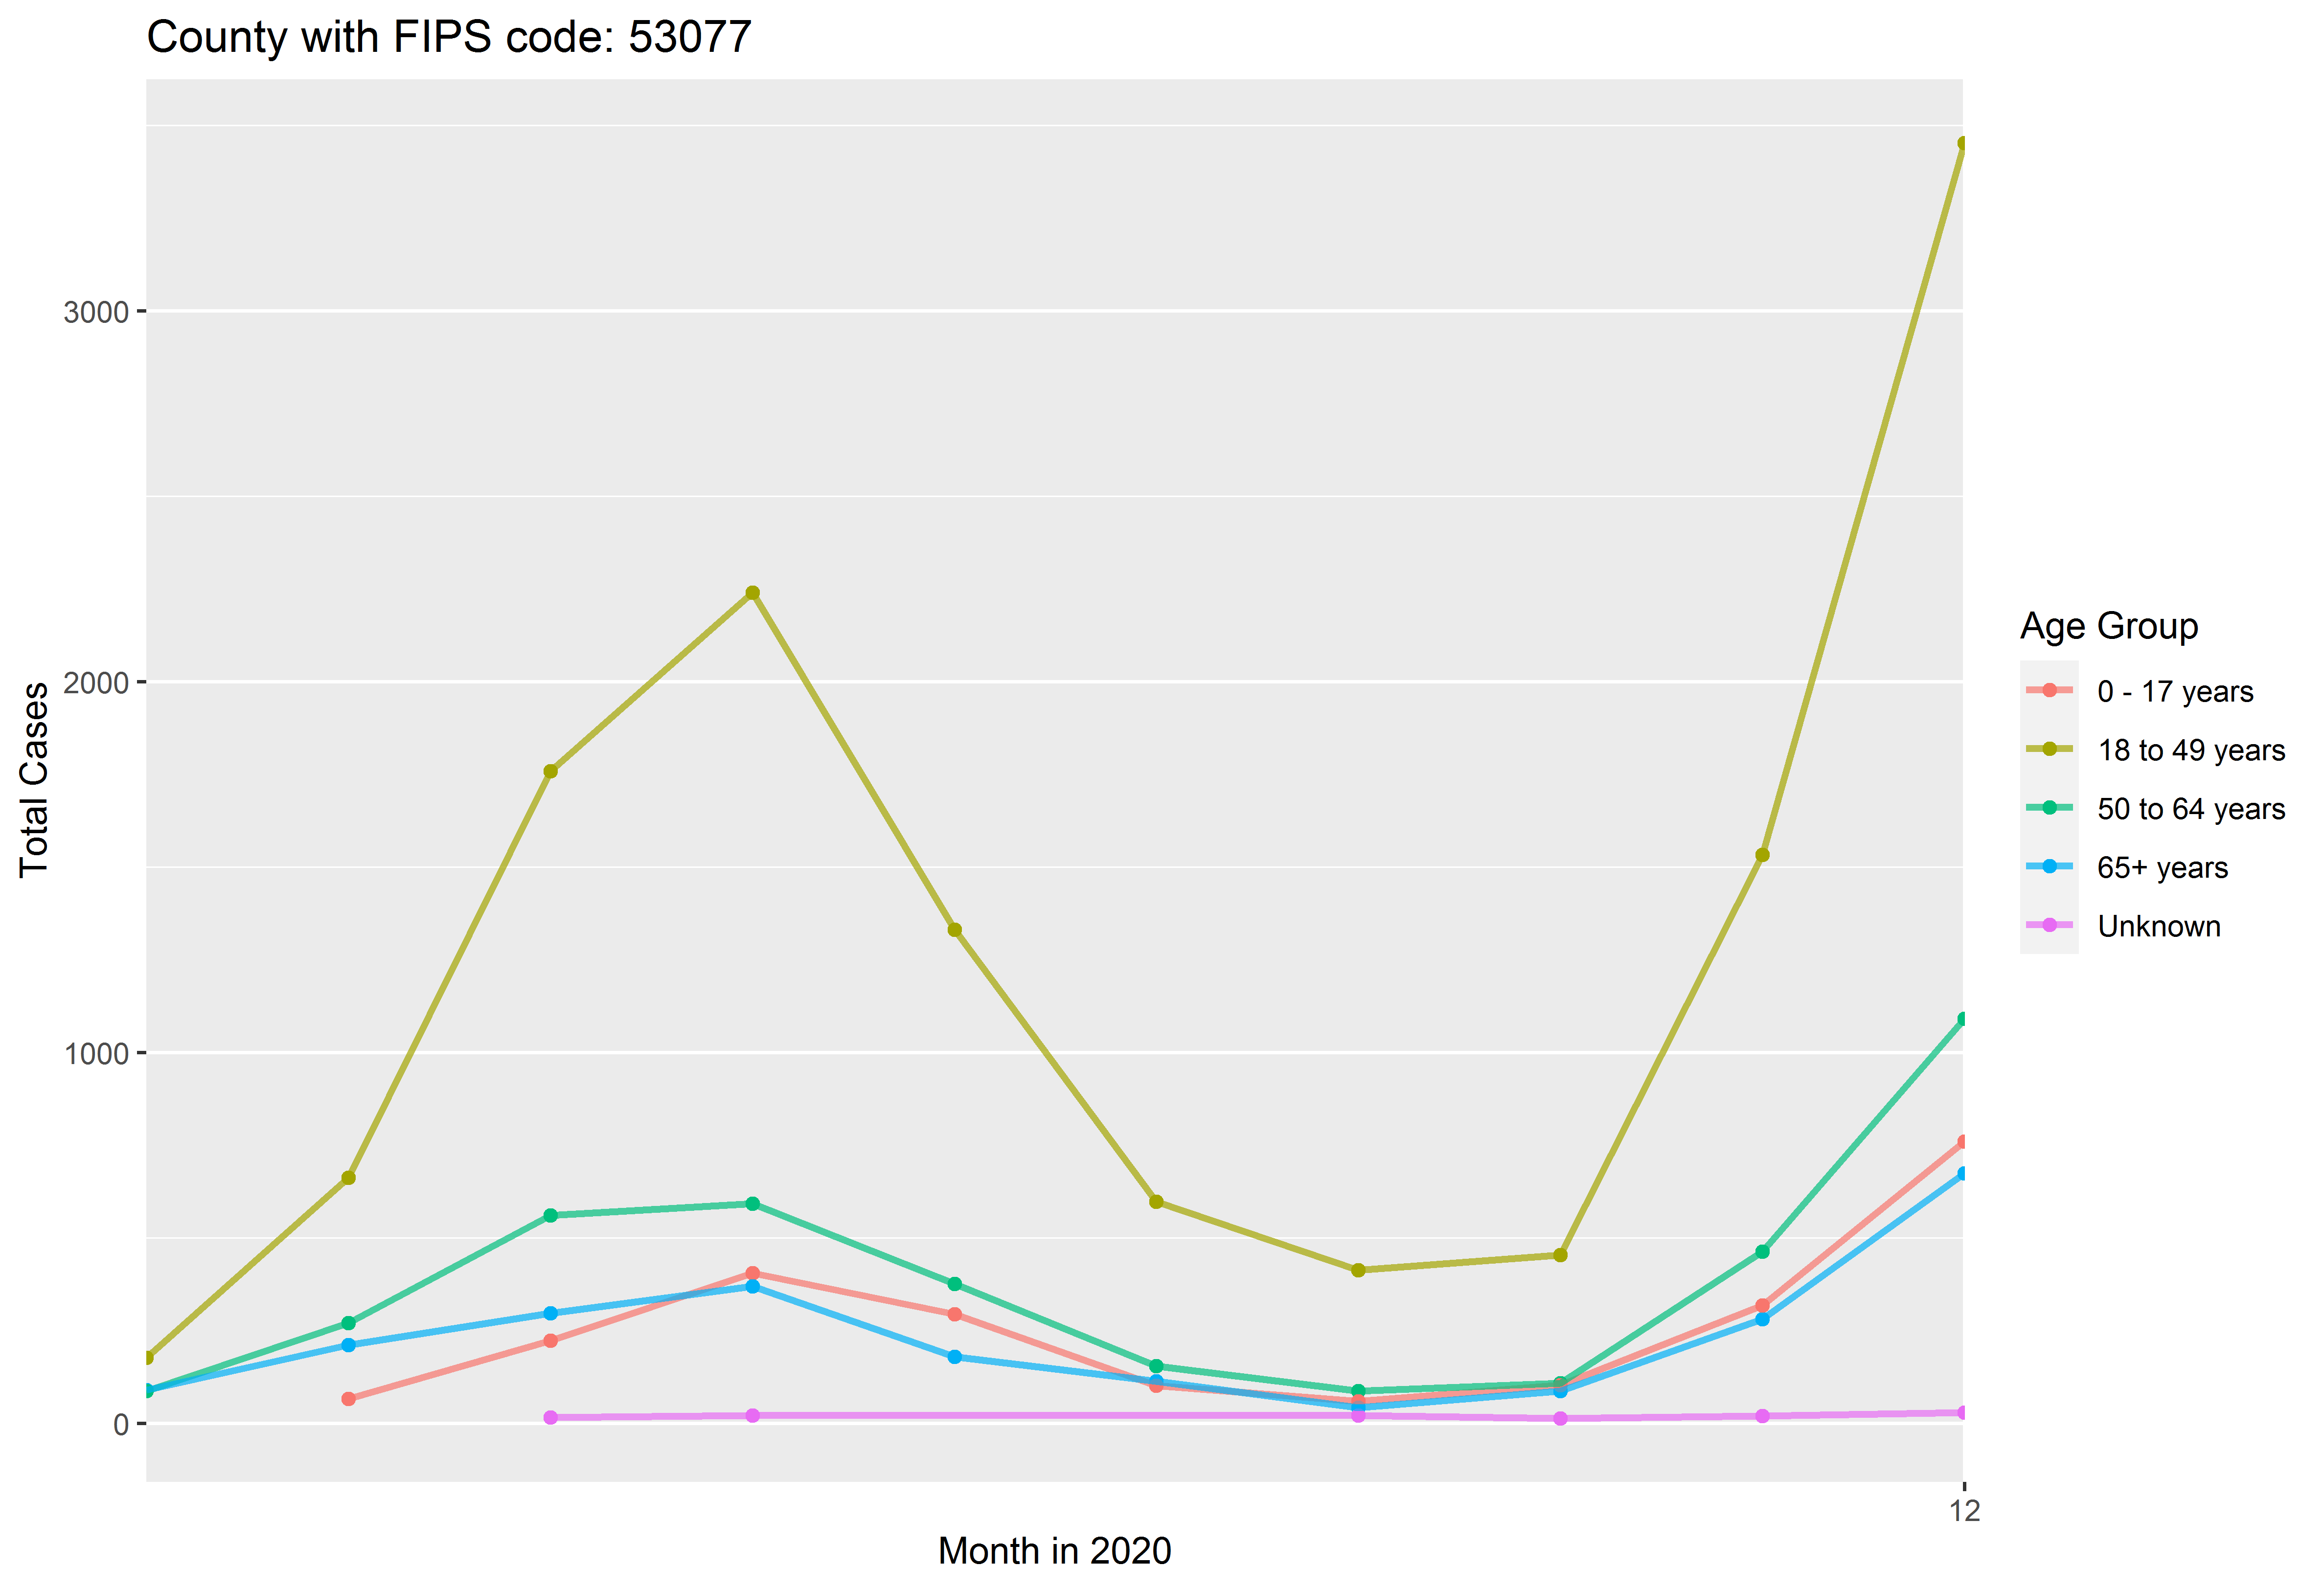 County with FIPS code: 53077
Total Cases
3000
2000
1000
0
12
Month in 2020
Age Group
0 - 17 years
18 to 49 years
50 to 64 years
65+ years
Unknown